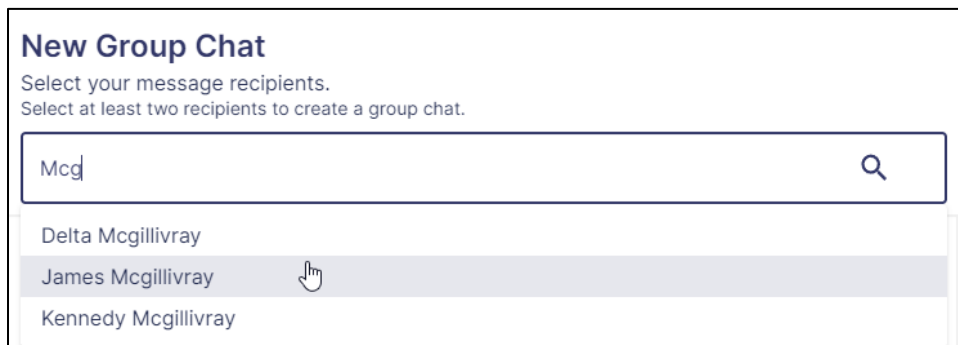 New Group Chat
Select your message recipients.
Select at least two recipients to create a group chat.
Mcg
Delta Mcgillivray
James Mcgillivray
Kennedy Mcgillivray